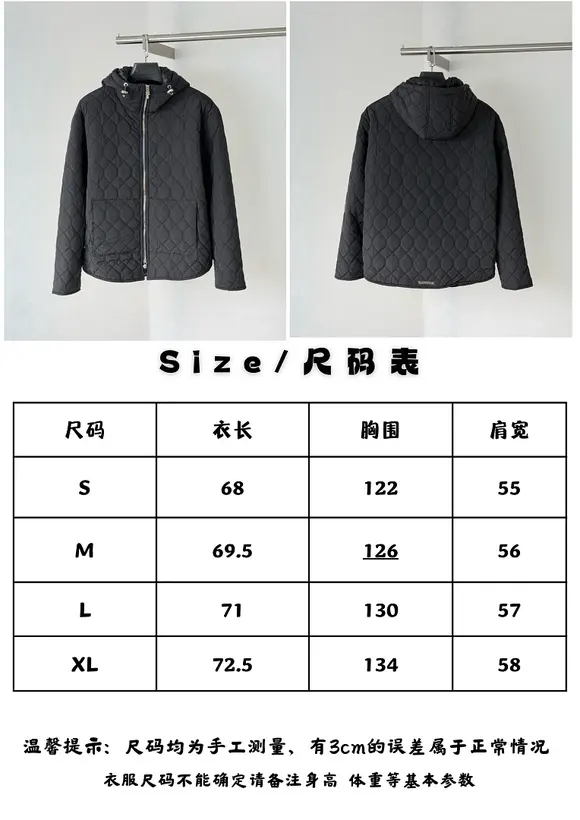 Size/尺码表
尺码 衣长 胸围 肩宽
S 68 122 55
M 69.5 126 56
L 71 130 57
XL 72.5 134 58
温馨提示：尺码均为手工测量、有3cm的误差属于正常情况
衣服尺码不能确定请备注身高 体重等基本参数